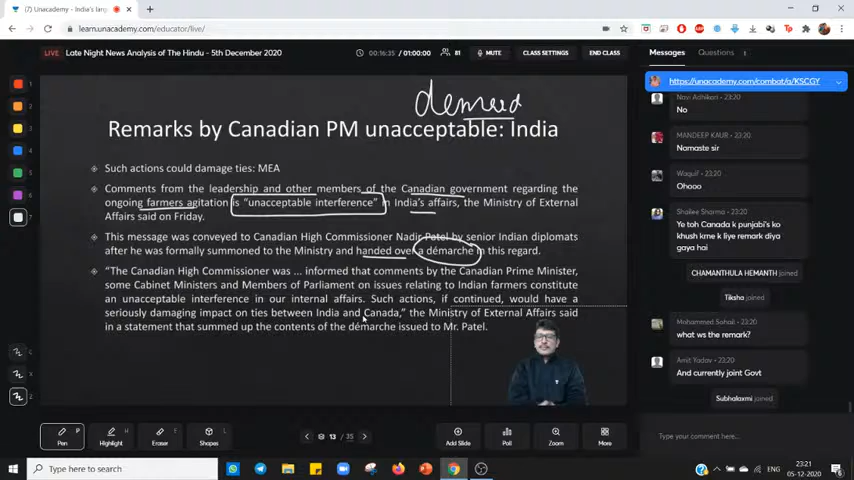 Unacademy - India's larg
learn.unacademy.com/educator/live/
LIVE Late Night News Analysis of The Hindu - 5th December 2020
00:16:35 / 01:00:00
81
MUTE
CLASS SETTINGS
END CLASS
Messages
Questions 1
1
2
3
4
5
6
7
Remarks by Canadian PM unacceptable: India
Such actions could damage ties: MEA
Comments from the leadership and other members of the Canadian government regarding the
ongoing farmers agitation is "unacceptable interference" in India's affairs, the Ministry of External
Affairs said on Friday.
This message was conveyed to Canadian High Commissioner Nadir Patel by senior Indian diplomats
after he was formally summoned to the Ministry and handed over a démarche in this regard.
"The Canadian High Commissioner was ... informed that comments by the Canadian Prime Minister,
some Cabinet Ministers and Members of Parliament on issues relating to Indian farmers constitute
an unacceptable interference in our internal affairs. Such actions, if continued, would have a
seriously damaging impact on ties between India and Canada," the Ministry of External Affairs said
in a statement that summed up the contents of the démarche issued to Mr. Patel.
https://unacademy.com/combat/q/KSCGY
Navi Adhikari 23:20
No
MANDEEP KAUR 23:20
Namaste sir
Waquif 23:20
Ohooo
Shailee Sharma 23:20
Ye toh Canada k punjabi's ko
khush krne k liye remark diya
gaya hai
CHAMANTHULA HEMANTH joined
Tiksha joined
Mohammed Sohail 23:20
what ws the remark?
Amit Yadav 23:20
And currently joint Govt
Subhalaxmi joined
Type your comment...
Pen
Highlight
Eraser
Shapes
13 / 35
Add Slide
Poll
Zoom
More
Type here to search
ENG
23:21
05-12-2020